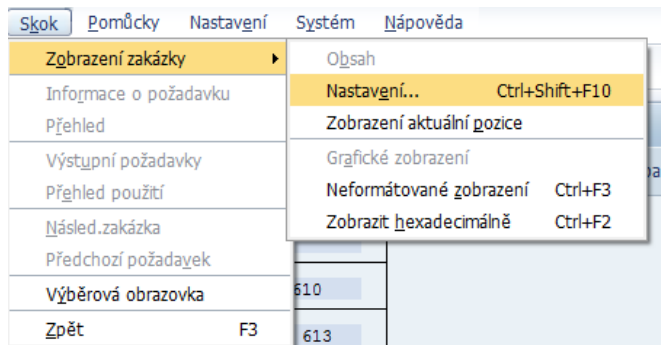 Skok Pomůcky Nastavení Systém Nápověda
Zobrazení zakázky
Informace o požadavku
Přehled
Výstupní požadavky
Přehled použití
Násled.zakázka
Předchozí požadavek
Výběrová obrazovka
Zpět F3
Obsah
Nastavení... Ctrl+Shift+F10
Zobrazení aktuální pozice
Grafické zobrazení
Neformátované zobrazení Ctrl+F3
Zobrazit hexadecimálně Ctrl+F2
610
613